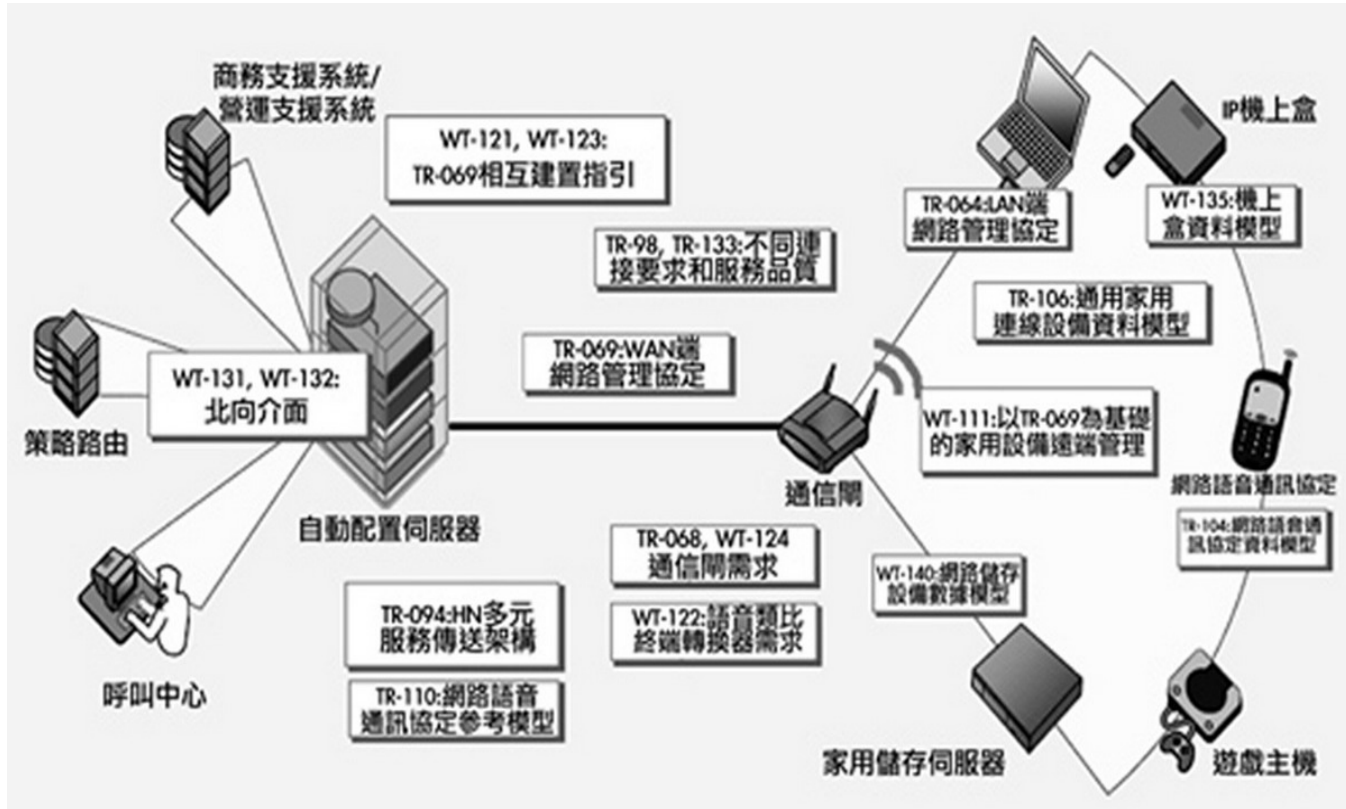 商務支援系統/
營運支援系統
WT-121, WT-123:
TR-069相互建置指引
TR-98, TR-133:不同連
接要求和服務品質
TR-069:WAN端
網路管理協定
WT-131, WT-132:
北向介面
策略路由
自動配置伺服器
呼叫中心
TR-094:HN多元
服務傳送架構
TR-110:網路語音
通訊協定參考模型
TR-068, WT-124
通信閘需求
WT-122:語音類比
終端轉換器需求
通信閘
TR-064:LAN端
網路管理協定
IP機上盒
WT-135:機上
盒資料模型
TR-106:通用家用
連線設備資料模型
WT-111:以TR-069為基礎
的家用設備遠端管理
網路語音通訊協定
TR-104:網路語音通
訊協定資料模型
WT-140:網路儲存
設備數據模型
家用儲存伺服器
遊戲主機